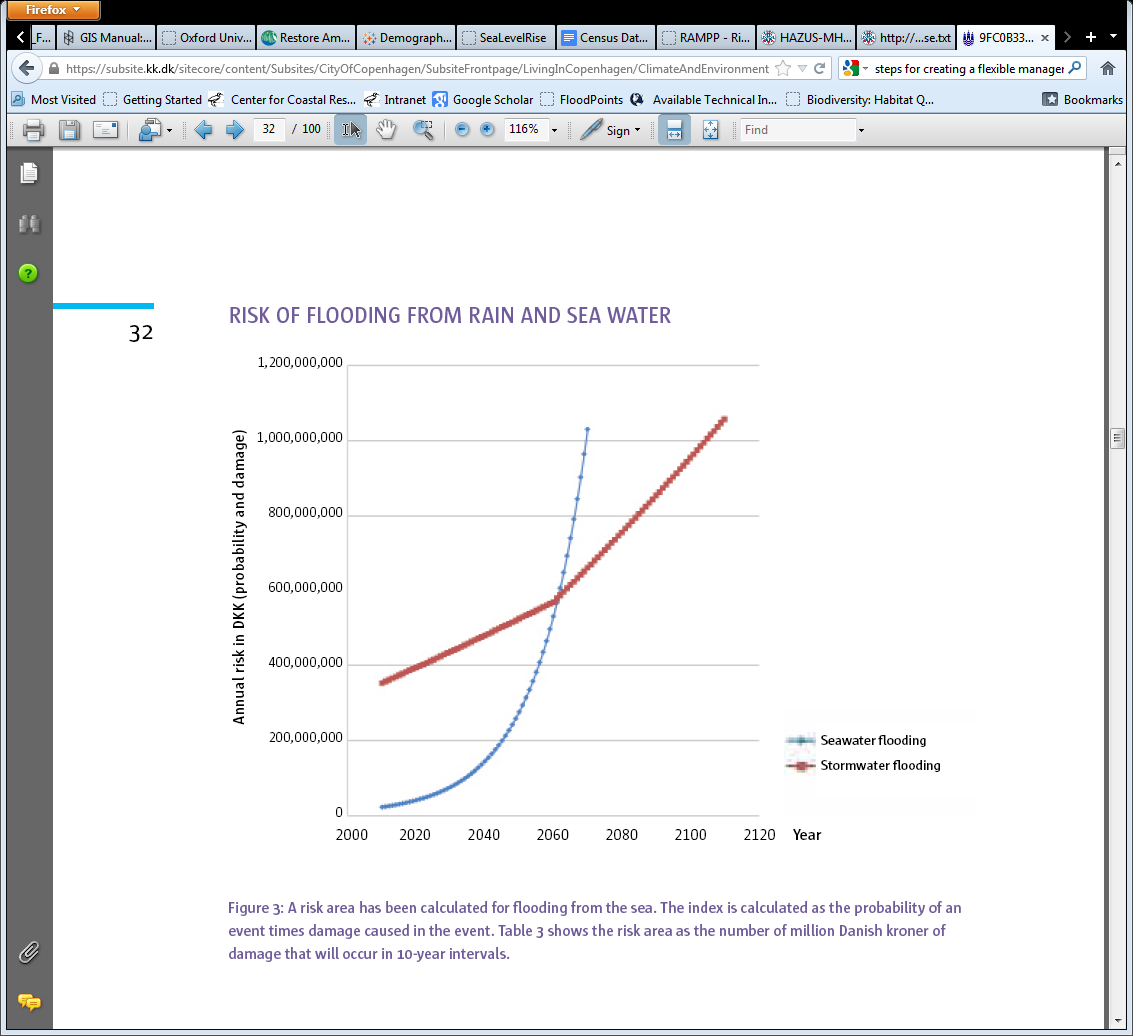 Firefox
_F...
GIS Manual:...
Oxford Univ...
Restore Am...
Demograph...
SeaLevelRise
Census Dat...
RAMPP - Ri...
HAZUS-MH...
http://...se.txt
9FC0B33...
https://subsite.kk.dk/sitecore/content/Subsites/CityOfCopenhagen/SubsiteFrontpage/LivingInCopenhagen/ClimateAndEnvironment
steps for creating a flexible manager
Most Visited
Getting Started
Center for Coastal Res...
Intranet
Google Scholar
FloodPoints
Available Technical In...
Biodiversity: Habitat Q...
Bookmarks
32 / 100
116%
Sign
Find
32
RISK OF FLOODING FROM RAIN AND SEA WATER
Annual risk in DKK (probability and damage)
1,200,000,000
1,000,000,000
800,000,000
600,000,000
400,000,000
200,000,000
0
2000 2020 2040 2060 2080 2100 2120 Year
Seawater flooding
Stormwater flooding
Figure 3: A risk area has been calculated for flooding from the sea. The index is calculated as the probability of an
event times damage caused in the event. Table 3 shows the risk area as the number of million Danish kroner of
damage that will occur in 10-year intervals.